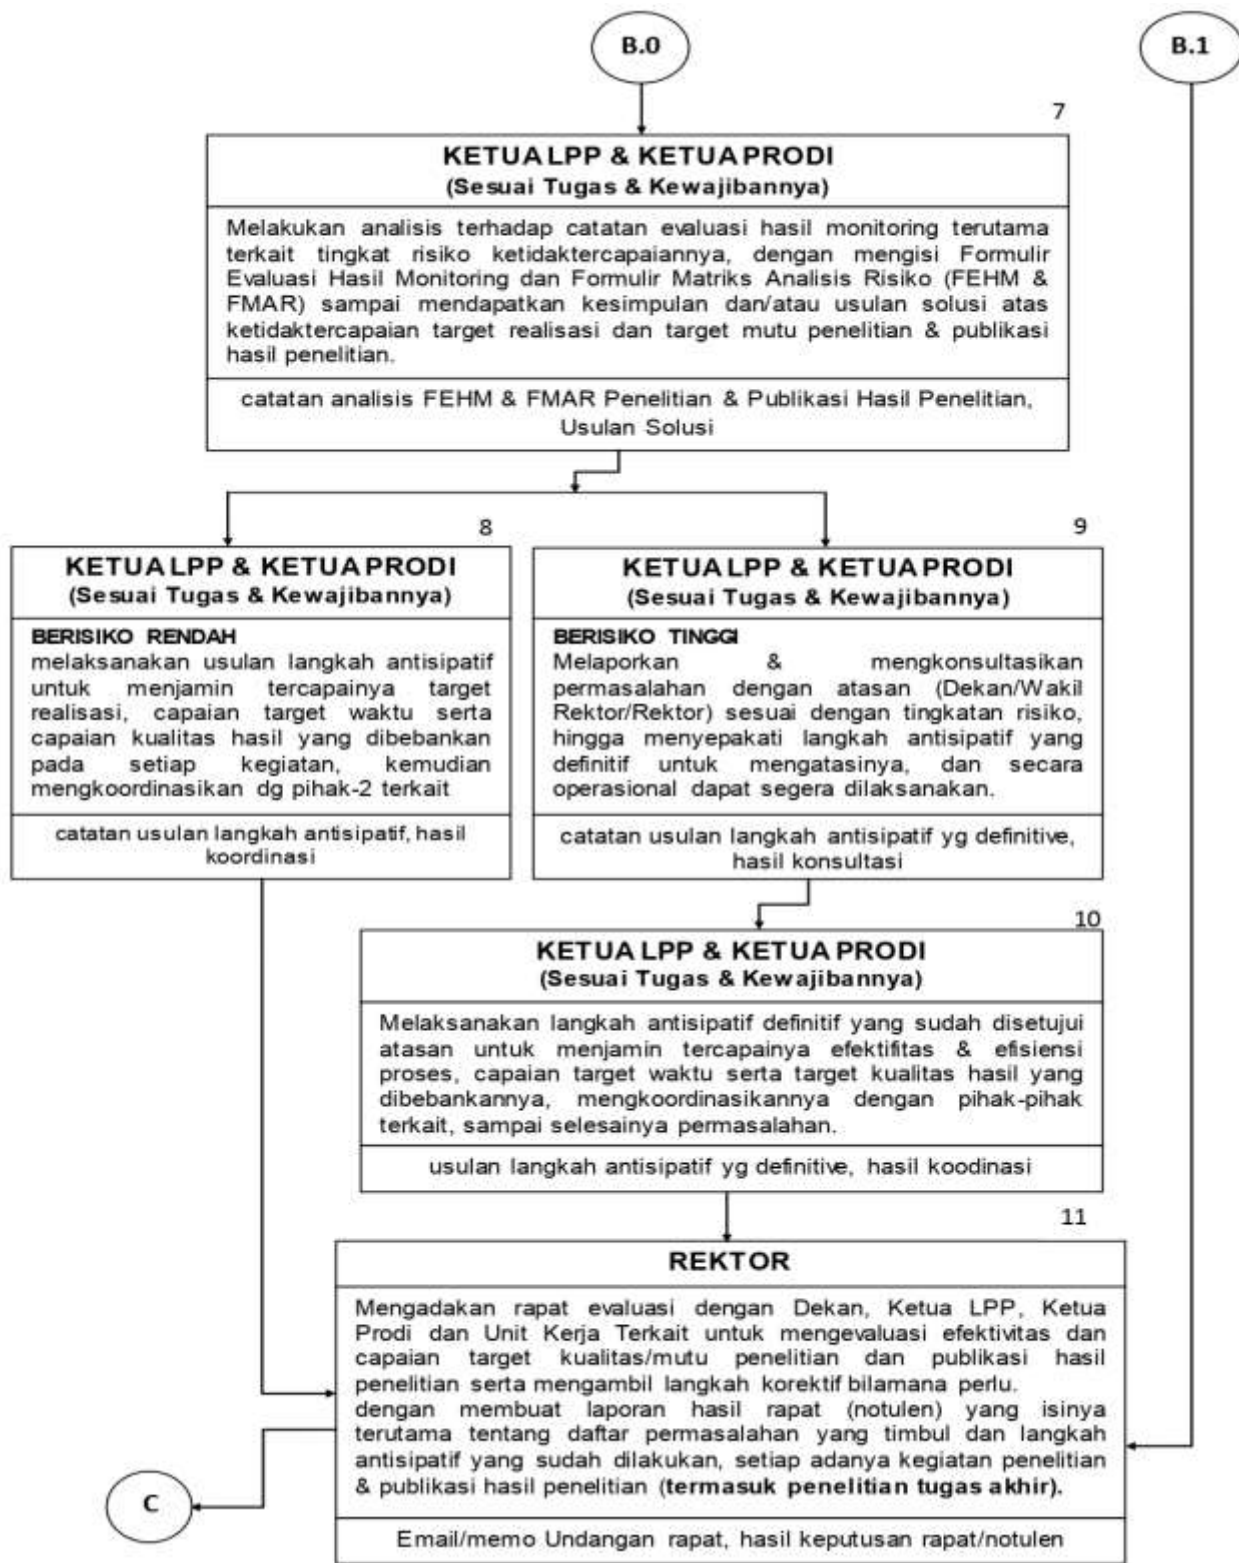 B.0
B.1
7
KETUA LPP & KETUA PRODI
(Sesuai Tugas & Kewajibannya)
Melakukan analisis terhadap catatan evaluasi hasil monitoring terutama
terkait tingkat risiko ketidaktercapaiannya, dengan mengisi Formulir
Evaluasi Hasil Monitoring dan Formulir Matriks Analisis Risiko (FEHM &
FMAR) sampai mendapatkan kesimpulan dan/atau usulan solusi atas
ketidaktercapaian target realisasi dan target mutu penelitian & publikasi
hasil penelitian.
catatan analisis FEHM & FMAR Penelitian & Publikasi Hasil Penelitian,
Usulan Solusi
8
KETUA LPP & KETUA PRODI
(Sesuai Tugas & Kewajibannya)
BERISIKO RENDAH
melaksanakan usulan langkah antisipatif
untuk menjamin tercapainya target
realisasi, capaian target waktu serta
capaian kualitas hasil yang dibebankan
pada setiap kegiatan, kemudian
mengkoordinasikan dg pihak-2 terkait
catatan usulan langkah antisipatif, hasil
koordinasi
9
KETUA LPP & KETUA PRODI
(Sesuai Tugas & Kewajibannya)
BERISIKO TINGGI
Melaporkan & mengkonsultasikan
permasalahan dengan atasan (Dekan/Wakil
Rektor/Rektor) sesuai dengan tingkatan risiko,
hingga menyepakati langkah antisipatif yang
definitif untuk mengatasinya, dan secara
operasional dapat segera dilaksanakan.
catatan usulan langkah antisipatif yg definitive,
hasil konsultasi
10
KETUA LPP & KETUA PRODI
(Sesuai Tugas & Kewajibannya)
Melaksanakan langkah antisipatif definitif yang sudah disetujui
atasan untuk menjamin tercapainya efektifitas & efisiensi
proses, capaian target waktu serta target kualitas hasil yang
dibebankannya, mengkoordinasikannya dengan pihak-pihak
terkait, sampai selesainya permasalahan.
usulan langkah antisipatif yg definitive, hasil koodinasi
11
REKTOR
Mengadakan rapat evaluasi dengan Dekan, Ketua LPP, Ketua
Prodi dan Unit Kerja Terkait untuk mengevaluasi efektivitas dan
capaian target kualitas/mutu penelitian dan publikasi hasil
penelitian serta mengambil langkah korektif bilamana perlu.
dengan membuat laporan hasil rapat (notulen) yang isinya
terutama tentang daftar permasalahan yang timbul dan langkah
antisipatif yang sudah dilakukan, setiap adanya kegiatan penelitian
& publikasi hasil penelitian (termasuk penelitian tugas akhir).
Email/memo Undangan rapat, hasil keputusan rapat/notulen
C